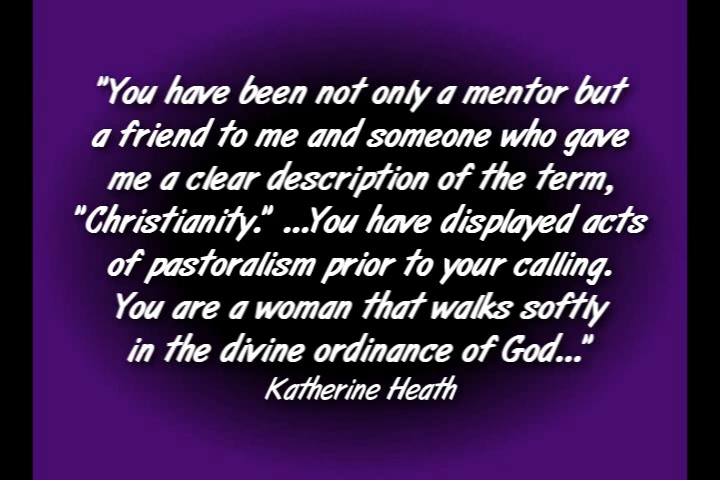 "You have been not only a mentor but
a friend to me and someone who gave
me a clear description of the term,
"Christianity." ...You have displayed acts
of pastoralism prior to your calling.
You are a woman that walks softly
in the divine ordinance of God..."
Katherine Heath